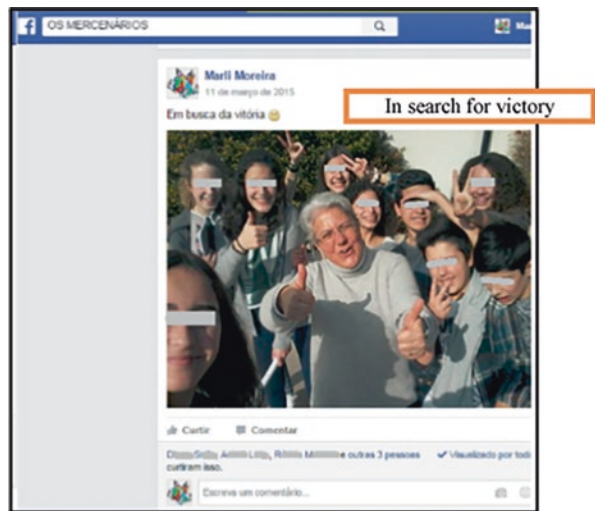 f OS MERCENÁRIOS
Marli Moreira
11 de março de 2015
Em busca da vitória
In search for victory
Curtir Comentar
e outras 3 pessoas
curtiram isso.
Visualizado por
Escreva um comentário...